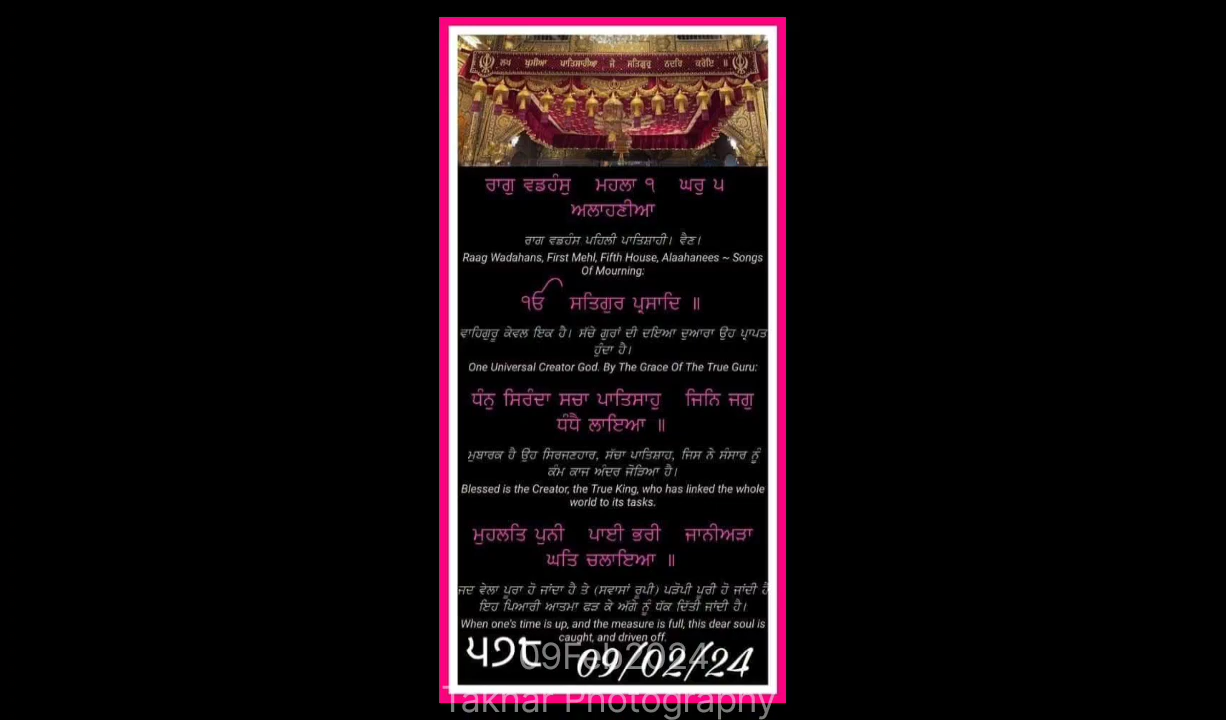 ਲਖ ਖੁਸੀਆ ਪਾਤਿਸਾਹੀਆ ਜੇ ਸਤਿਗੁਰੁ ਨਦਰਿ ਕਰੇਇ ॥
ਰਾਗੁ ਵਡਹੰਸੁ ਮਹਲਾ ੧ ਘਰੁ ੫
ਅਲਾਹਣੀਆ
ਰਾਗ ਵਡਹੰਸ ਪਹਿਲੀ ਪਾਤਿਸ਼ਾਹੀ। ਵੈਣ।
Raag Wadahans, First Mehl, Fifth House, Alaahanees ~ Songs
Of Mourning:
ੴ ਸਤਿਗੁਰ ਪ੍ਰਸਾਦਿ ॥
ਵਾਹਿਗੁਰੂ ਕੇਵਲ ਇਕ ਹੈ। ਸੱਚੇ ਗੁਰਾਂ ਦੀ ਦਇਆ ਦੁਆਰਾ ਉਹ ਪ੍ਰਾਪਤ
ਹੁੰਦਾ ਹੈ।
One Universal Creator God. By The Grace Of The True Guru:
ਧੰਨੁ ਸਿਰੰਦਾ ਸਚਾ ਪਾਤਿਸਾਹੁ ਜਿਨਿ ਜਗੁ
ਧੰਧੈ ਲਾਇਆ ॥
ਮੁਬਾਰਕ ਹੈ ਉਹ ਸਿਰਜਣਹਾਰ, ਸੱਚਾ ਪਾਤਿਸ਼ਾਹ, ਜਿਸ ਨੇ ਸੰਸਾਰ ਨੂੰ
ਕੰਮ ਕਾਜ ਅੰਦਰ ਜੋੜਿਆ ਹੈ।
Blessed is the Creator, the True King, who has linked the whole
world to its tasks.
ਮੁਹਲਤਿ ਪੁਨੀ ਪਾਈ ਭਰੀ ਜਾਨੀਅੜਾ
ਘਤਿ ਚਲਾਇਆ ॥
ਜਦ ਵੇਲਾ ਪੂਰਾ ਹੋ ਜਾਂਦਾ ਹੈ ਤੇ (ਸਵਾਸਾਂ ਰੂਪੀ) ਪੜੋਪੀ ਪੂਰੀ ਹੋ ਜਾਂਦੀ ਹੈ
ਇਹ ਪਿਆਰੀ ਆਤਮਾ ਫੜ ਕੇ ਅੱਗੇ ਨੂੰ ਧੱਕ ਦਿੱਤੀ ਜਾਂਦੀ ਹੈ।
When one's time is up, and the measure is full, this dear soul is
caught, and driven off.
੫੭੮ 09/02/24
09Feb2024
Takhar Photography